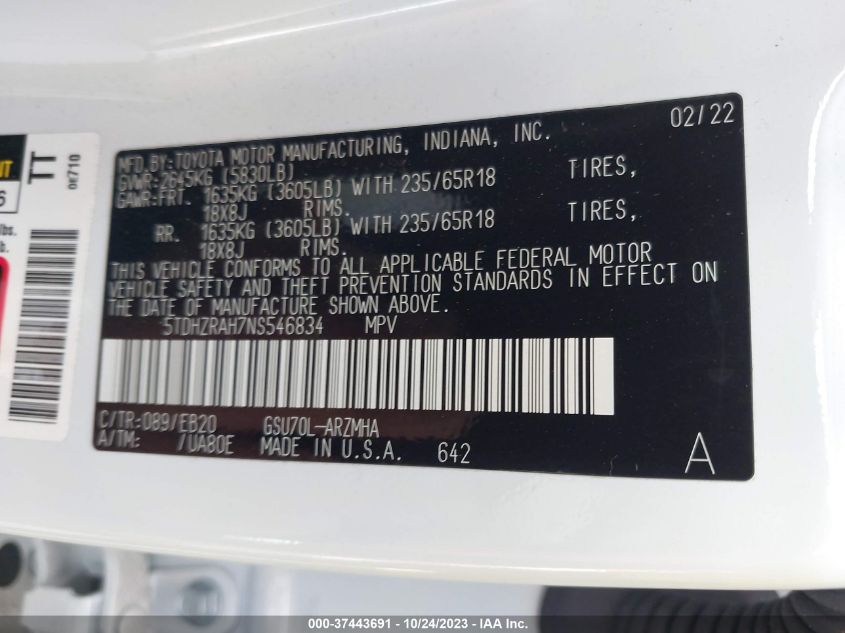 02/22
MFD.BY:TOYOTA MOTOR MANUFACTURING, INDIANA, INC.
GVWR:2645KG (5830LB)
GAWR:FRT. 1635KG (3605LB) WITH 235/65R18 TIRES,
18X8J RIMS.
RR. 1635KG (3605LB) WITH 235/65R18 TIRES,
18X8J RIMS.
THIS VEHICLE CONFORMS TO ALL APPLICABLE FEDERAL MOTOR
VEHICLE SAFETY AND THEFT PREVENTION STANDARDS IN EFFECT ON
THE DATE OF MANUFACTURE SHOWN ABOVE.
5TDHZRAH7NS546834 MPV
C/TR:089/EB20 GSU70L-ARZMHA
A/TM: /UA80E MADE IN U.S.A. 642
A
TT
0E710
lbs.
000-37443691 - 10/24/2023 - IAA Inc.